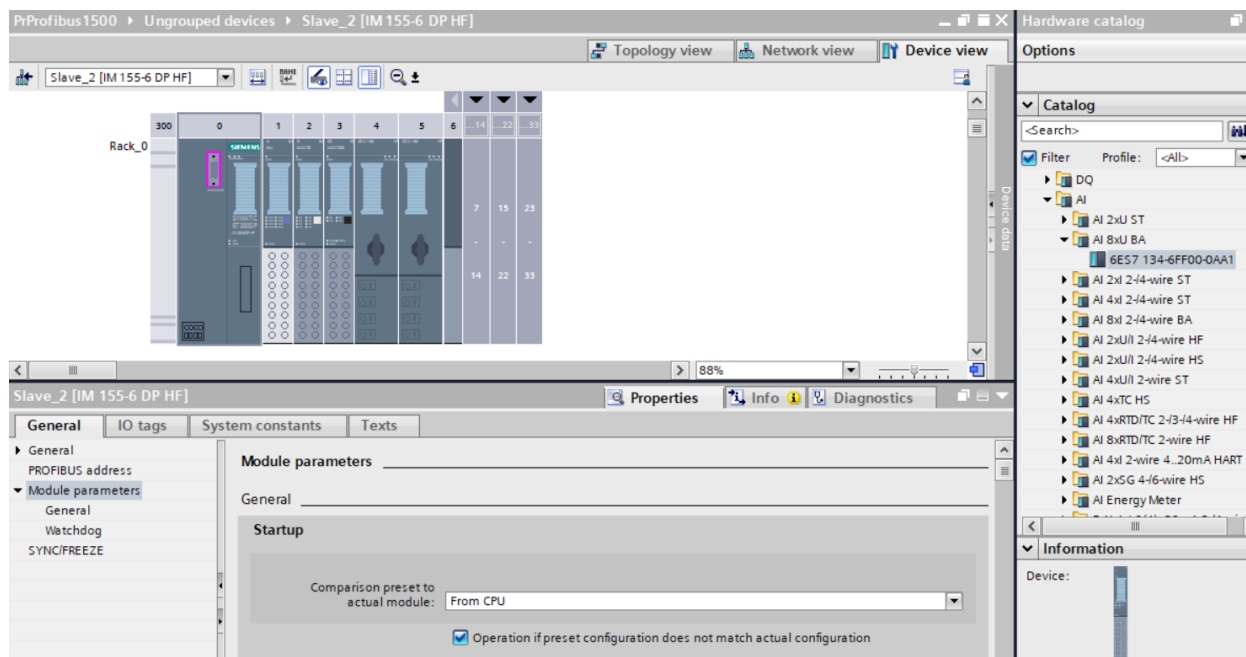 PrProfibus1500 ▸ Ungrouped devices ▸ Slave_2 [IM 155-6 DP HF]
Topology view
Network view
Device view
Slave_2 [IM 155-6 DP HF]
88%
Rack_0
300 0 1 2 3 4 5 6 ...14 ...22 ...33
SIEMENS
SIMATIC
7 15 23
- - -
14 22 33
Device data
Slave_2 [IM 155-6 DP HF]
Properties
Info
Diagnostics
General
IO tags
System constants
Texts
General
PROFIBUS address
Module parameters
General
Watchdog
SYNC/FREEZE
Module parameters
General
Startup
Comparison preset to
actual module: From CPU
Operation if preset configuration does not match actual configuration
Hardware catalog
Options
Catalog
<Search>
Filter Profile: <All>
DQ
AI
AI 2xU ST
AI 8xU BA
6ES7 134-6FF00-0AA1
AI 2xI 2-/4-wire ST
AI 4xI 2-/4-wire ST
AI 8xI 2-/4-wire BA
AI 2xU/I 2-/4-wire HF
AI 2xU/I 2-/4-wire HS
AI 4xU/I 2-wire ST
AI 4xTC HS
AI 4xRTD/TC 2-/3-/4-wire HF
AI 8xRTD/TC 2-wire HF
AI 4xI 2-wire 4..20mA HART
AI 2xSG 4-/6-wire HS
AI Energy Meter
Information
Device: